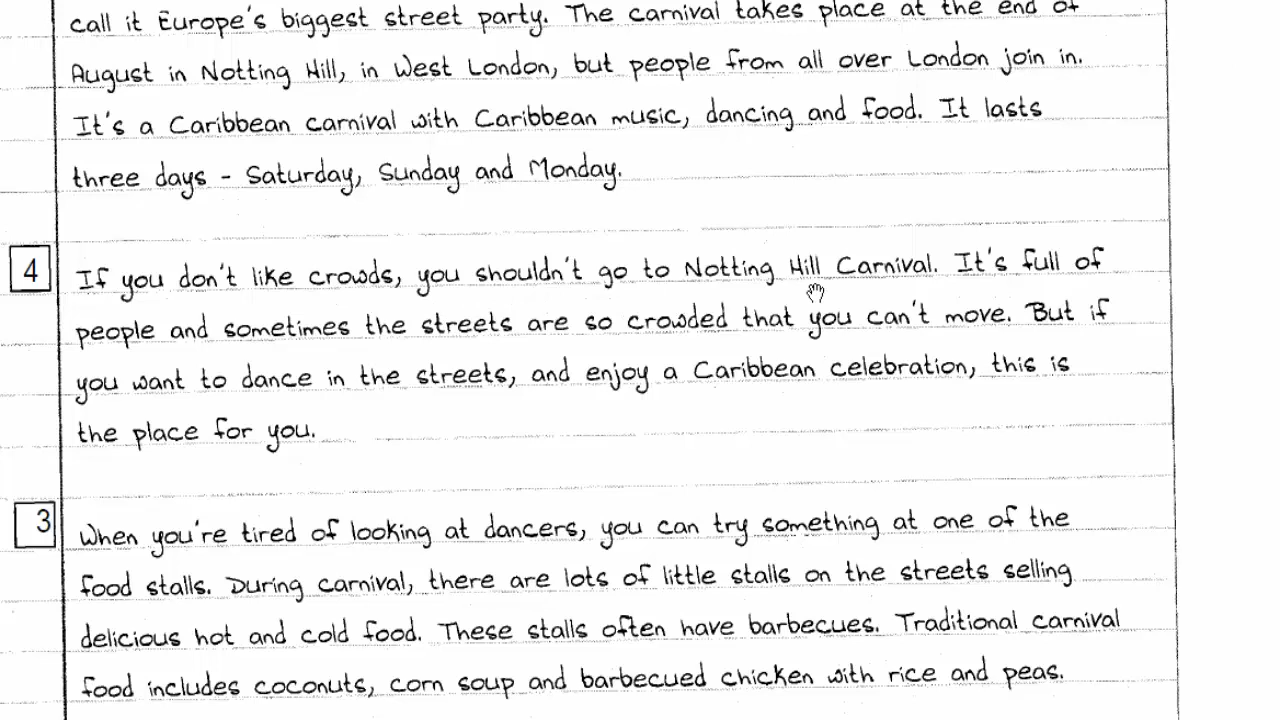 call it Europe's biggest street party. The carnival takes place at the end of
August in Notting Hill, in West London, but people from all over London join in.
It's a Caribbean carnival with Caribbean music, dancing and food. It lasts
three days - Saturday, Sunday and Monday.
4
If you don't like crowds, you shouldn't go to Notting Hill Carnival. It's full of
people and sometimes the streets are so crowded that you can't move. But if
you want to dance in the streets, and enjoy a Caribbean celebration, this is
the place for you.
3
When you're tired of looking at dancers, you can try something at one of the
food stalls. During carnival, there are lots of little stalls on the streets selling
delicious hot and cold food. These stalls often have barbecues. Traditional carnival
food includes coconuts, corn soup and barbecued chicken with rice and peas.